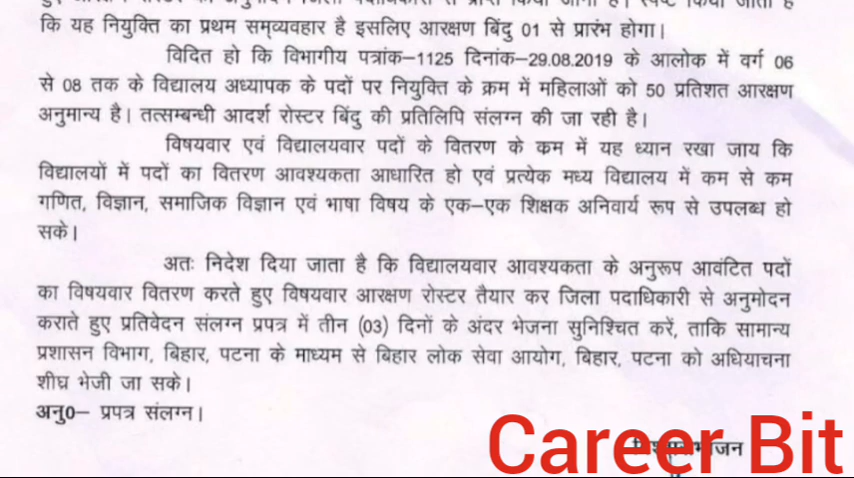 कि यह नियुक्ति का प्रथम समव्यवहार है इसलिए आरक्षण बिंदु 01 से प्रारंभ होगा।
विदित हो कि विभागीय पत्रांक–1125 दिनांक–29.08.2019 के आलोक में वर्ग 06
से 08 तक के विद्यालय अध्यापक के पदों पर नियुक्ति के क्रम में महिलाओं को 50 प्रतिशत आरक्षण
अनुमान्य है। तत्सम्बन्धी आदर्श रोस्टर बिंदु की प्रतिलिपि संलग्न की जा रही है।
विषयवार एवं विद्यालयवार पदों के वितरण के क्रम में यह ध्यान रखा जाय कि
विद्यालयों में पदों का वितरण आवश्यकता आधारित हो एवं प्रत्येक मध्य विद्यालय में कम से कम
गणित, विज्ञान, समाजिक विज्ञान एवं भाषा विषय के एक–एक शिक्षक अनिवार्य रूप से उपलब्ध हो
सके।
अतः निदेश दिया जाता है कि विद्यालयवार आवश्यकता के अनुरूप आवंटित पदों
का विषयवार वितरण करते हुए विषयवार आरक्षण रोस्टर तैयार कर जिला पदाधिकारी से अनुमोदन
कराते हुए प्रतिवेदन संलग्न प्रपत्र में तीन (03) दिनों के अंदर भेजना सुनिश्चित करें, ताकि सामान्य
प्रशासन विभाग, बिहार, पटना के माध्यम से बिहार लोक सेवा आयोग, बिहार, पटना को अधियाचना
शीघ्र भेजी जा सके।
अनु0– प्रपत्र संलग्न।
Career Bit